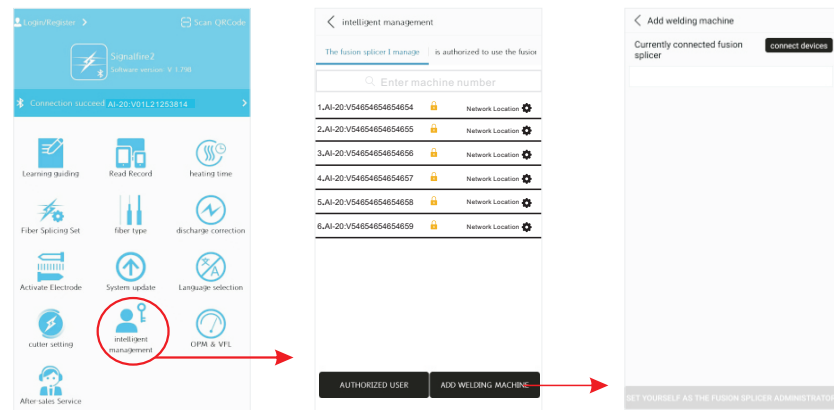 Login/Register >
Scan QRCode
Signalfire2
Software version V 1.798
Connection succeed AI-20:V01L21253814 >
Learning guiding
Read Record
heating time
Fiber Splicing Set
fiber type
discharge correction
Activate Electrode
System update
Language selection
cutter setting
intelligent
management
OPM & VFL
After-sales Service
intelligent management
The fusion splicer I manage
is authorized to use the fusion
Enter machine number
1.AI-20:V54654654654654 Network Location
2.AI-20:V54654654654655 Network Location
3.AI-20:V54654654654656 Network Location
4.AI-20:V54654654654657 Network Location
5.AI-20:V54654654654658 Network Location
6.AI-20:V54654654654659 Network Location
AUTHORIZED USER
ADD WELDING MACHINE
Add welding machine
Currently connected fusion
splicer
connect devices
SET YOURSELF AS THE FUSION SPLICER ADMINISTRATOR